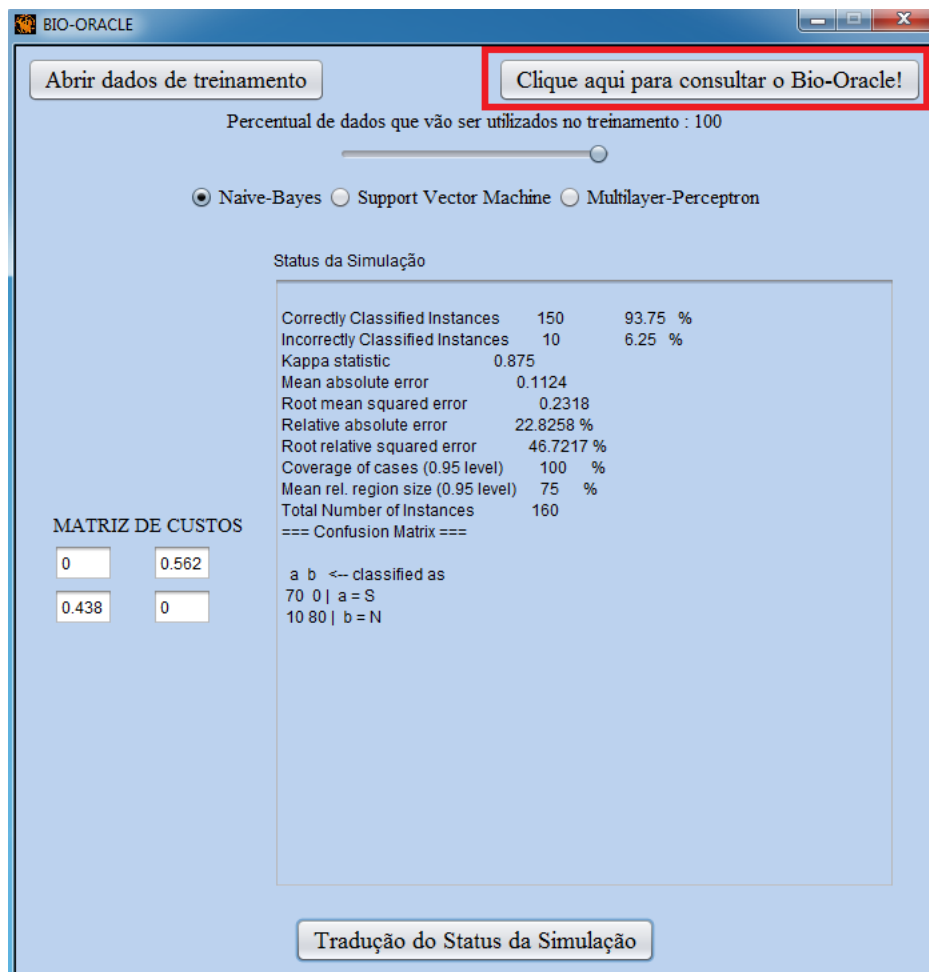 BIO-ORACLE
Abrir dados de treinamento
Clique aqui para consultar o Bio-Oracle!
Percentual de dados que vão ser utilizados no treinamento : 100
Naive-Bayes Support Vector Machine Multilayer-Perceptron
Status da Simulação
Correctly Classified Instances 150 93.75 %
Incorrectly Classified Instances 10 6.25 %
Kappa statistic 0.875
Mean absolute error 0.1124
Root mean squared error 0.2318
Relative absolute error 22.8258 %
Root relative squared error 46.7217 %
Coverage of cases (0.95 level) 100 %
Mean rel. region size (0.95 level) 75 %
Total Number of Instances 160
=== Confusion Matrix ===
a b <-- classified as
70 0 | a = S
10 80 | b = N
MATRIZ DE CUSTOS
0 0.562
0.438 0
Tradução do Status da Simulação